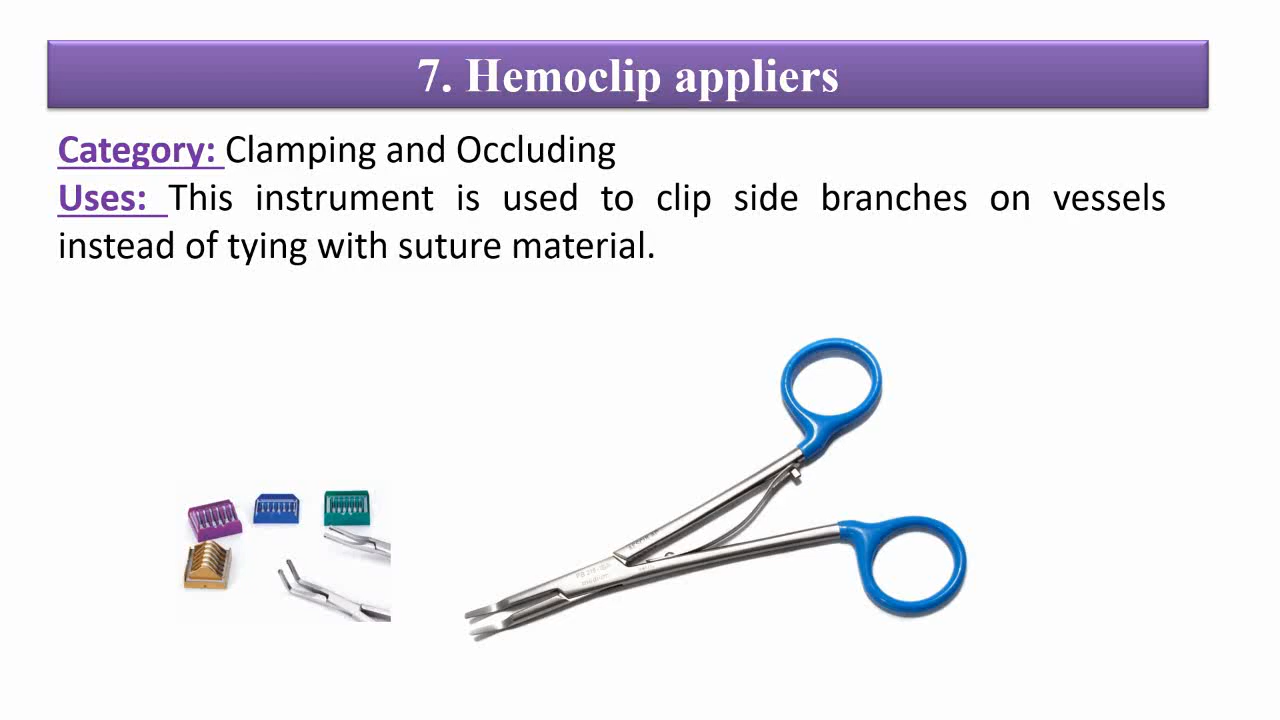 7. Hemoclip appliers
Category: Clamping and Occluding
Uses: This instrument is used to clip side branches on vessels
instead of tying with suture material.
medium